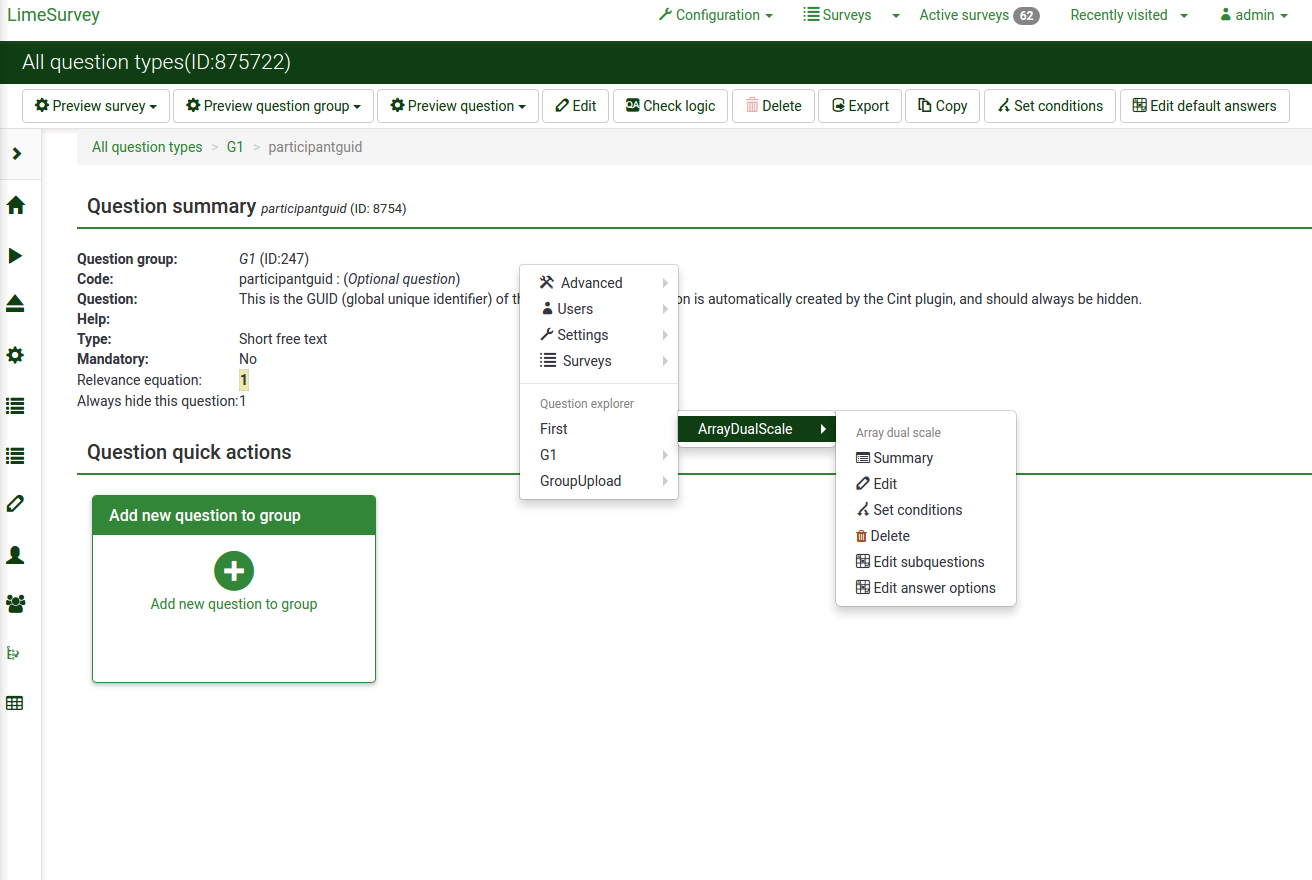 LimeSurvey
Configuration
Surveys
Active surveys 62
Recently visited
admin
All question types(ID:875722)
Preview survey
Preview question group
Preview question
Edit
QA Check logic
Delete
Export
Copy
Set conditions
Edit default answers
All question types > G1 > participantguid
Question summary participantguid (ID: 8754)
Question group: G1 (ID:247)
Code: participantguid : (Optional question)
Question: This is the GUID (global unique identifier) of th
on is automatically created by the Cint plugin, and should always be hidden.
Help:
Type: Short free text
Mandatory: No
Relevance equation: 1
Always hide this question:1
Advanced
Users
Settings
Surveys
Question explorer
First
G1
GroupUpload
ArrayDualScale
Array dual scale
Summary
Edit
Set conditions
Delete
Edit subquestions
Edit answer options
Question quick actions
Add new question to group
Add new question to group